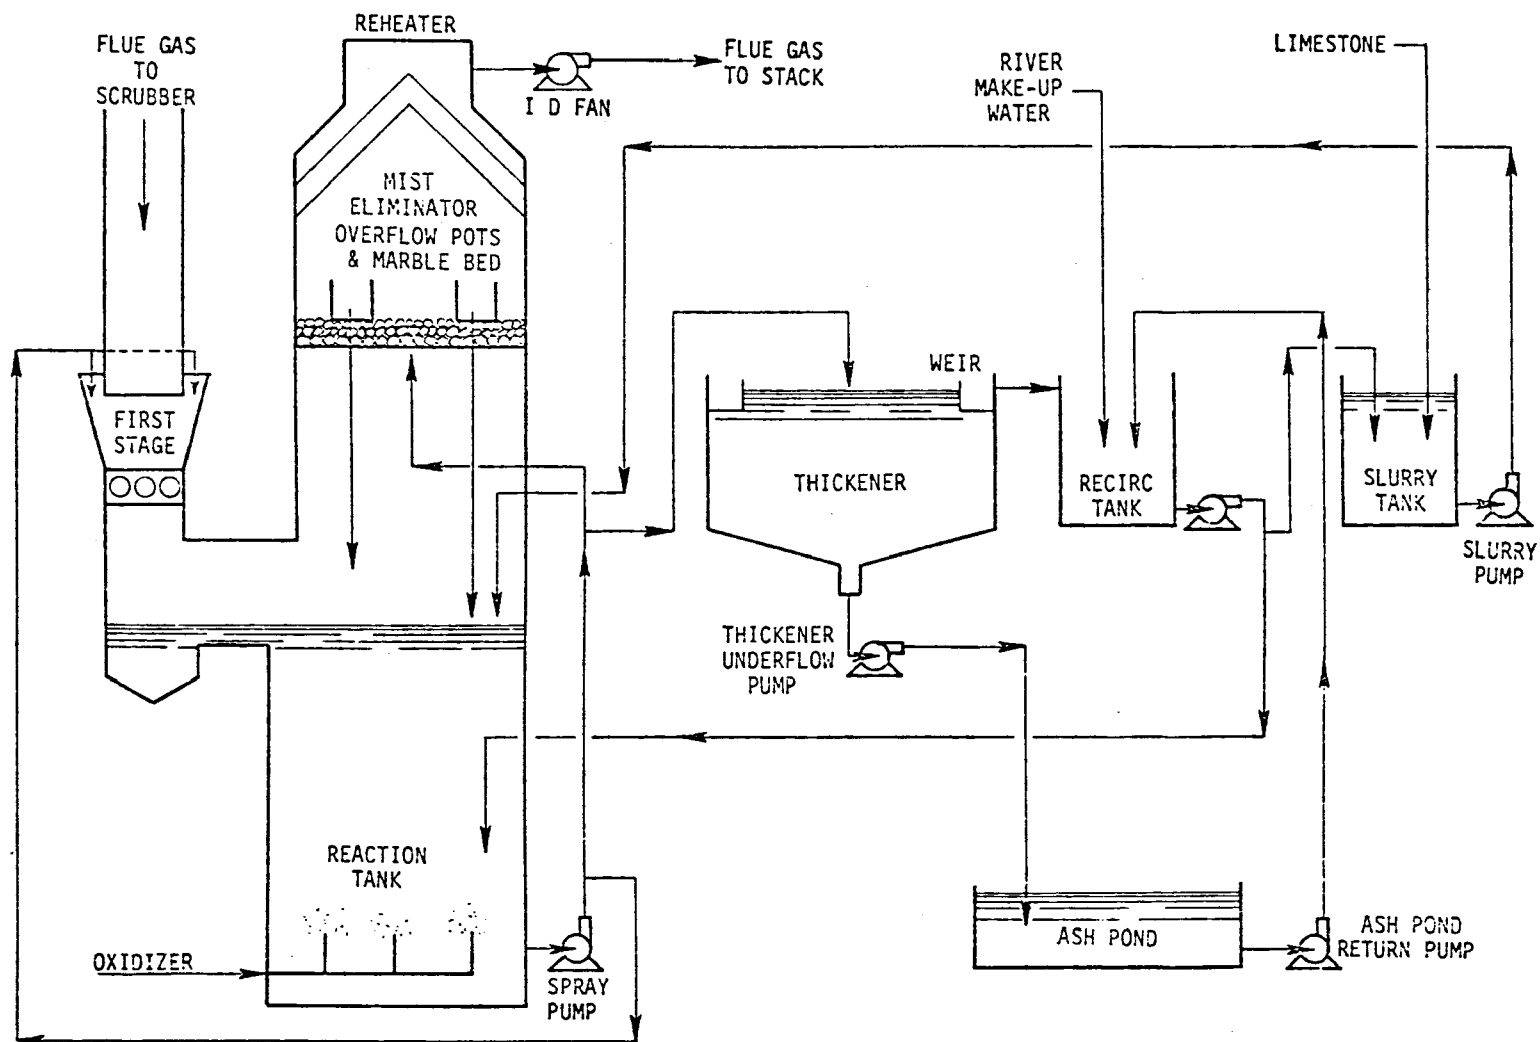 REHEATER
FLUE GAS
TO
SCRUBBER
I D FAN
FLUE GAS
TO STACK
RIVER
MAKE-UP
WATER
LIMESTONE
MIST
ELIMINATOR
OVERFLOW POTS
& MARBLE BED
FIRST
STAGE
WEIR
THICKENER
RECIRC
TANK
SLURRY
TANK
SLURRY
PUMP
THICKENER
UNDERFLOW
PUMP
REACTION
TANK
OXIDIZER
SPRAY
PUMP
ASH POND
ASH POND
RETURN PUMP